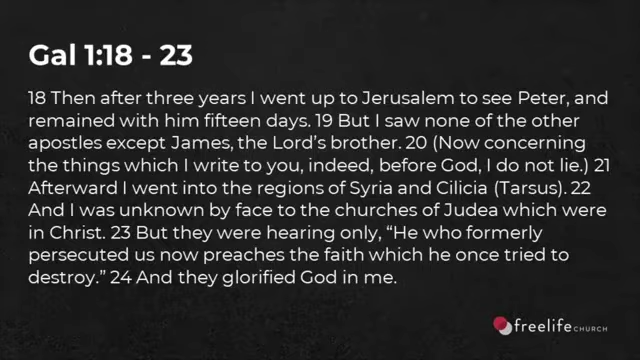 Gal 1:18 - 23
18 Then after three years I went up to Jerusalem to see Peter, and
remained with him fifteen days. 19 But I saw none of the other
apostles except James, the Lord’s brother. 20 (Now concerning
the things which I write to you, indeed, before God, I do not lie.) 21
Afterward I went into the regions of Syria and Cilicia (Tarsus). 22
And I was unknown by face to the churches of Judea which were
in Christ. 23 But they were hearing only, “He who formerly
persecuted us now preaches the faith which he once tried to
destroy.” 24 And they glorified God in me.
freelife CHURCH